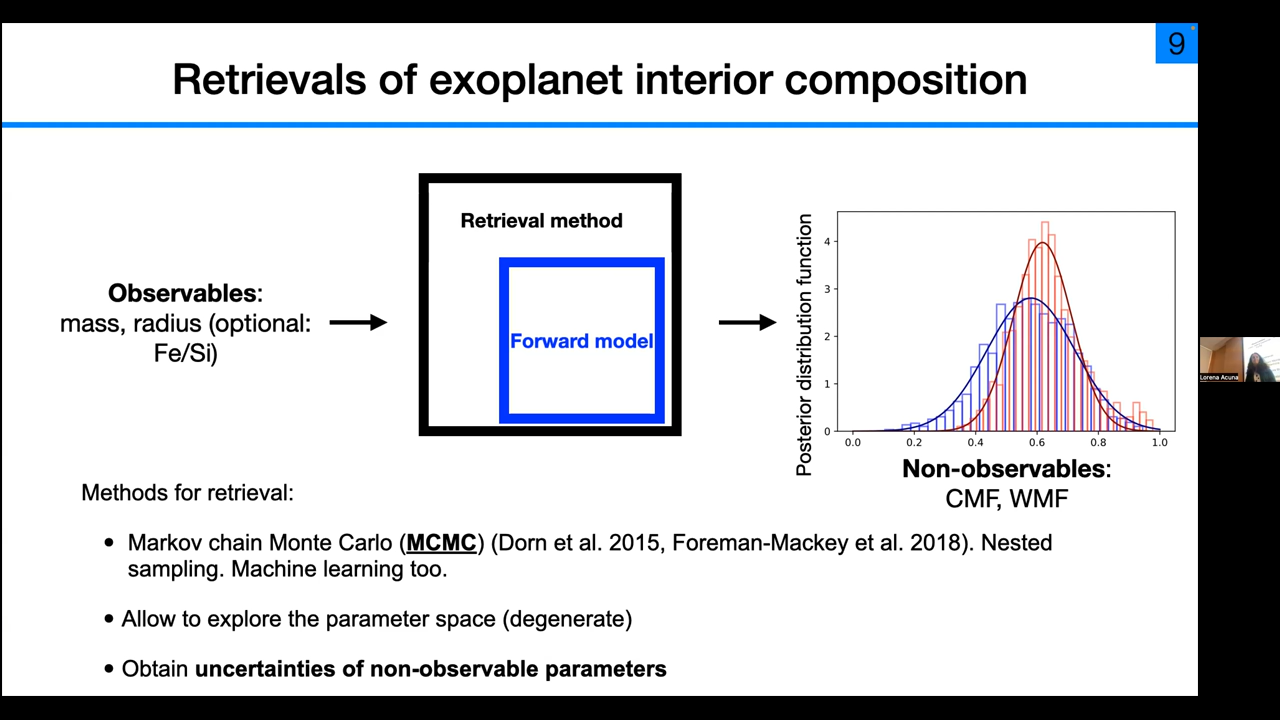 9
Retrievals of exoplanet interior composition
Retrieval method
Forward model
Observables:
mass, radius (optional:
Fe/Si)
Posterior distribution function
4
3
2
1
0
0.0 0.2 0.4 0.6 0.8 1.0
Non-observables:
CMF, WMF
Lorena Acuna
Methods for retrieval:
• Markov chain Monte Carlo (MCMC) (Dorn et al. 2015, Foreman-Mackey et al. 2018). Nested
sampling. Machine learning too.
• Allow to explore the parameter space (degenerate)
• Obtain uncertainties of non-observable parameters